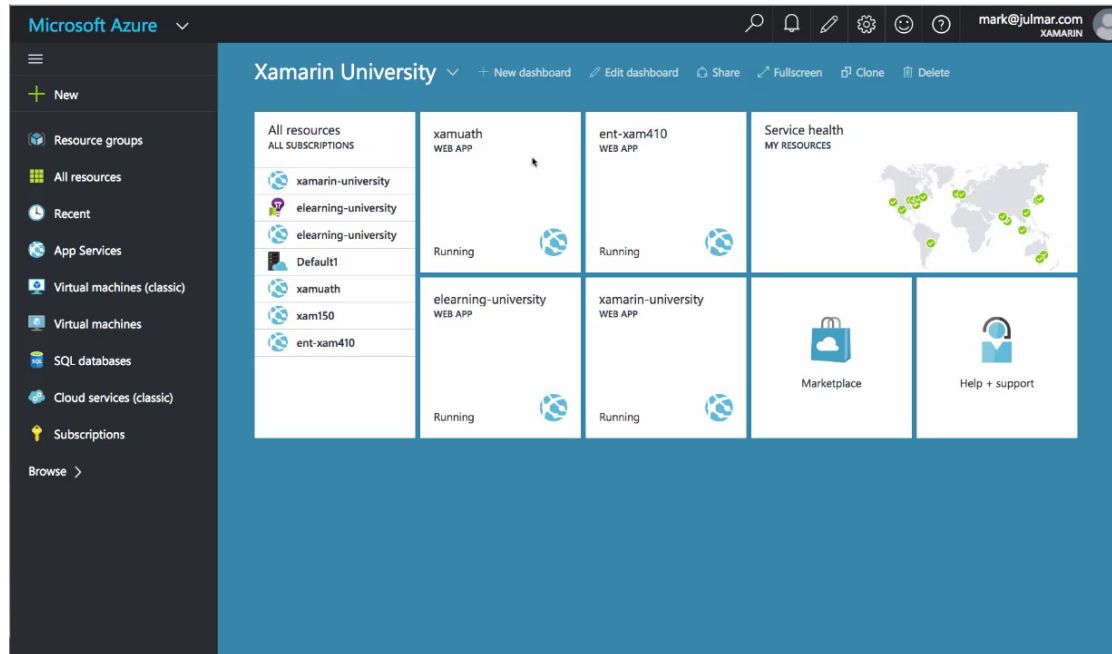 Microsoft Azure
mark@julmar.com
XAMARIN
New
Resource groups
All resources
Recent
App Services
Virtual machines (classic)
Virtual machines
SQL databases
Cloud services (classic)
Subscriptions
Browse
Xamarin University
New dashboard
Edit dashboard
Share
Fullscreen
Clone
Delete
All resources
ALL SUBSCRIPTIONS
xamarin-university
elearning-university
elearning-university
Default1
xamuath
xam150
ent-xam410
xamuath
WEB APP
Running
ent-xam410
WEB APP
Running
Service health
MY RESOURCES
elearning-university
WEB APP
Running
xamarin-university
WEB APP
Running
Marketplace
Help + support